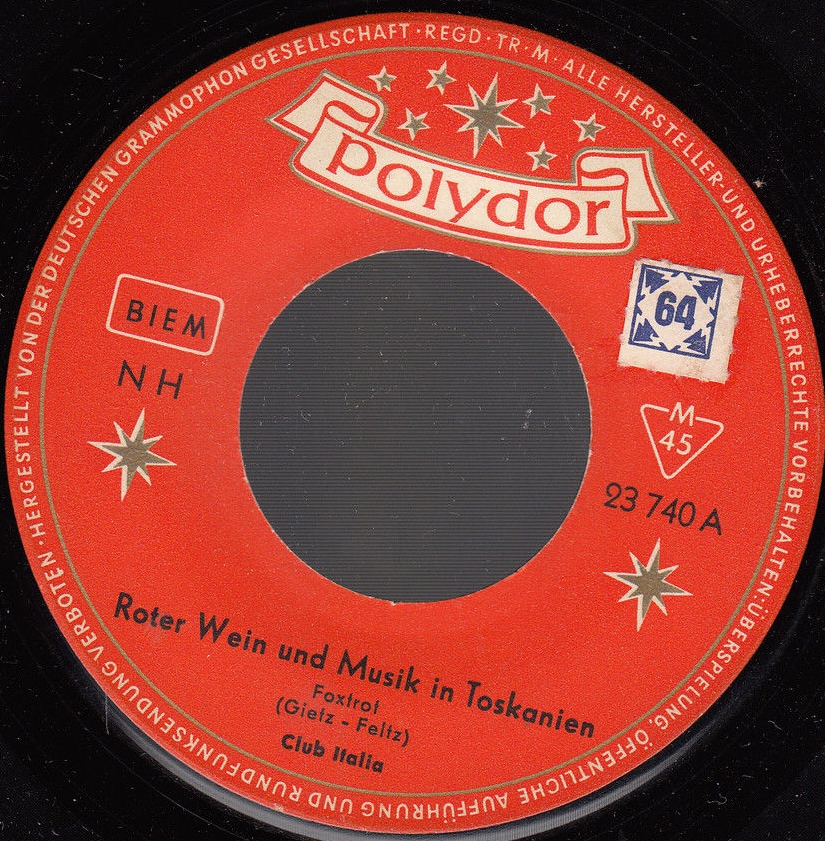 HERGESTELLT VON DER DEUTSCHEN GRAMMOPHON GESELLSCHAFT · REGD · TR · M · ALLE HERSTELLER- UND URHEBERRECHTE VORBEHALTEN · ÜBERSPIELUNG, ÖFFENTLICHE AUFFÜHRUNG UND RUNDFUNKSENDUNG VERBOTEN ·
polydor
BIEM
64
NH
M
45
23 740 A
Roter Wein und Musik in Toskanien
Foxtrot
(Gietz - Feltz)
Club Italia